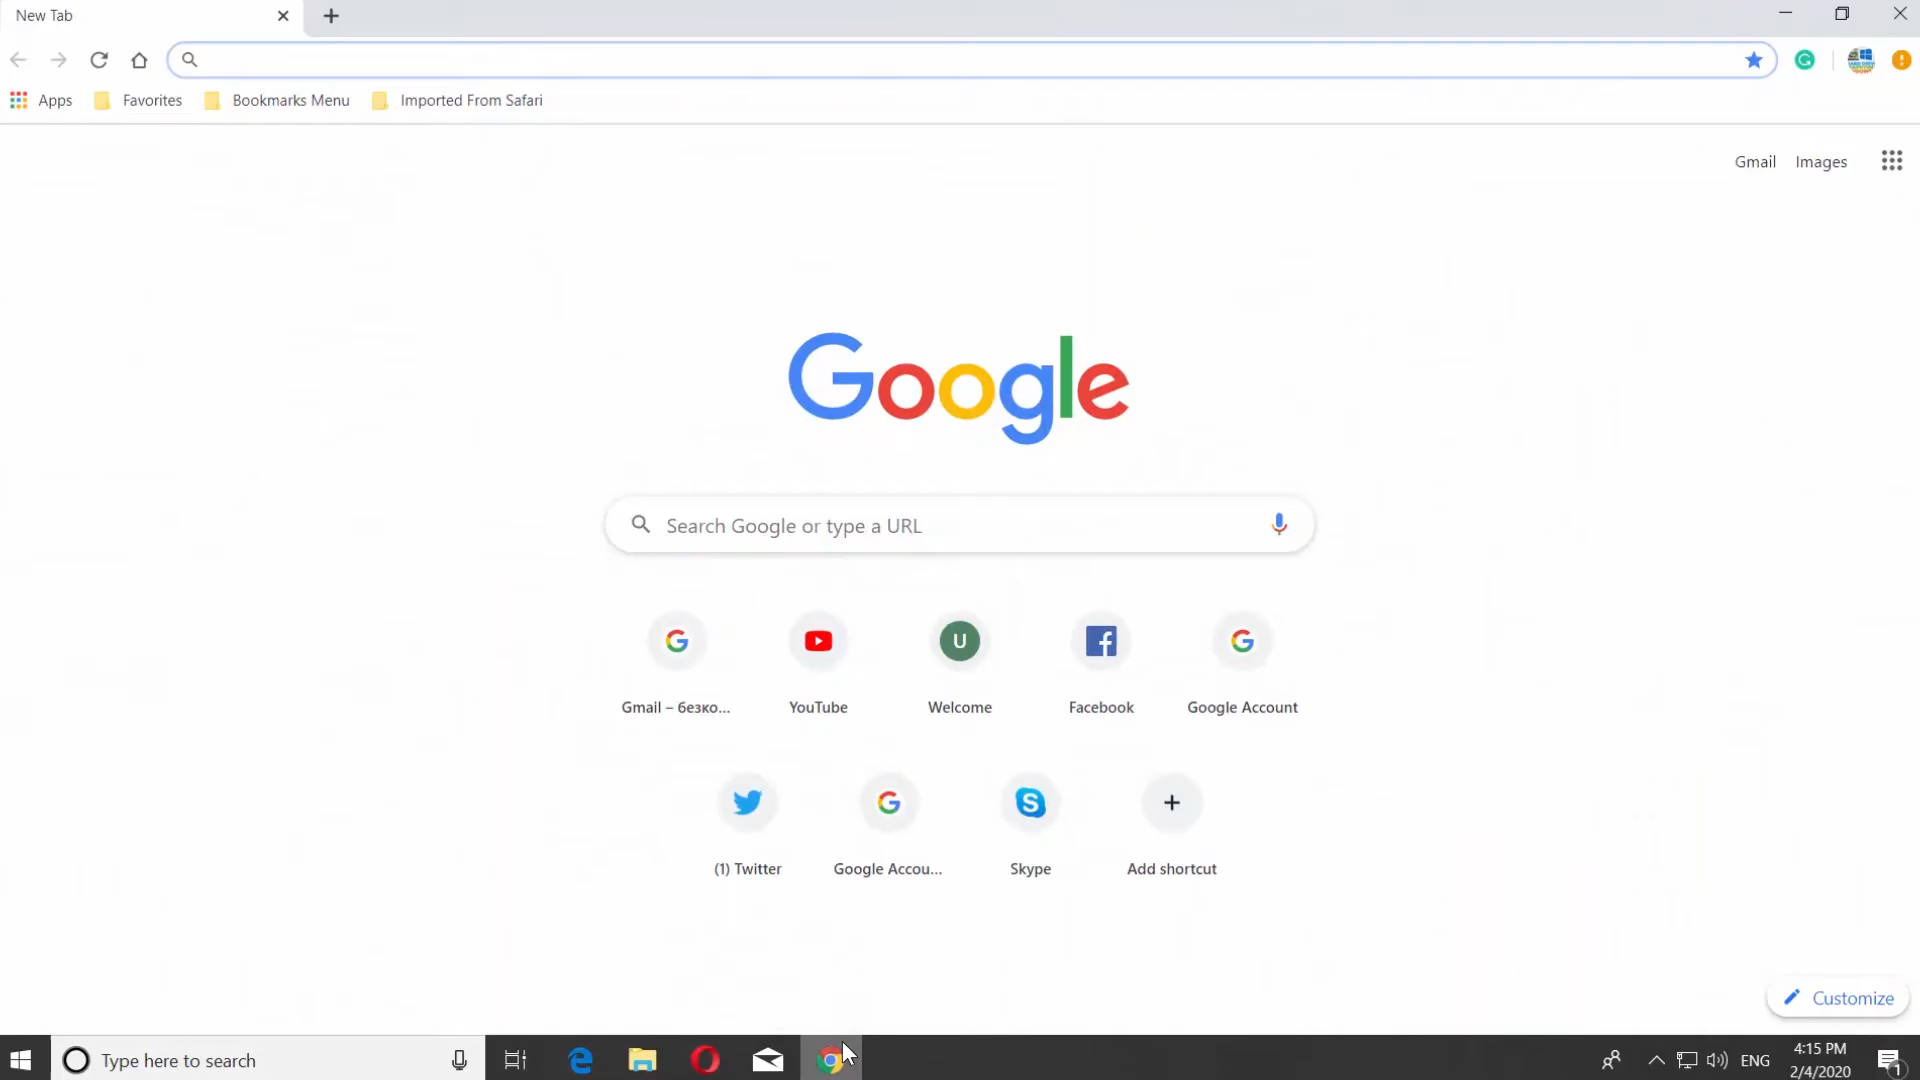 New Tab
Apps
Favorites
Bookmarks Menu
Imported From Safari
Gmail
Images
Google
Search Google or type a URL
U
Gmail – безко...
YouTube
Welcome
Facebook
Google Account
S
(1) Twitter
Google Accou...
Skype
Add shortcut
Customize
Type here to search
ENG
4:15 PM
2/4/2020
1